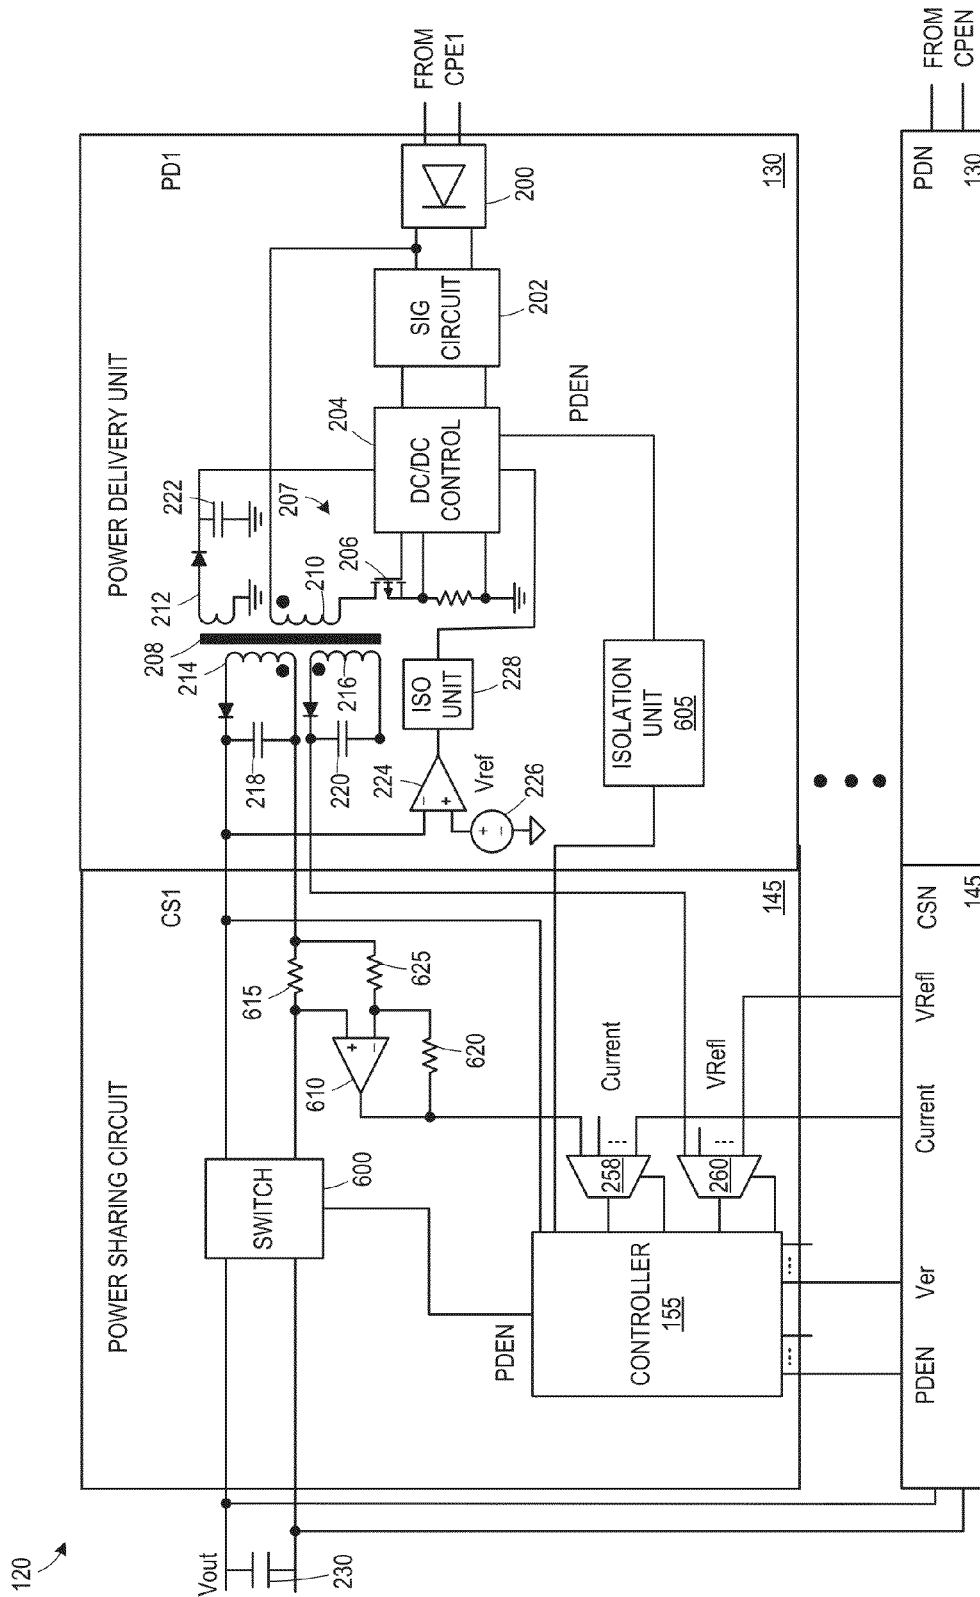 120
POWER SHARING CIRCUIT
POWER DELIVERY UNIT
CS1
PD1
Vout
230
SWITCH
600
615
625
610
620
PDEN
CONTROLLER
155
Current
258
VRefl
260
145
218
214
208
212
222
220
216
210
207
206
224
Vref
226
ISO
UNIT
228
DC/DC
CONTROL
204
SIG
CIRCUIT
202
200
FROM
CPE1
PDEN
ISOLATION
UNIT
605
130
PDEN
Ver
Current
VRefl
CSN
145
PDN
130
FROM
CPEN